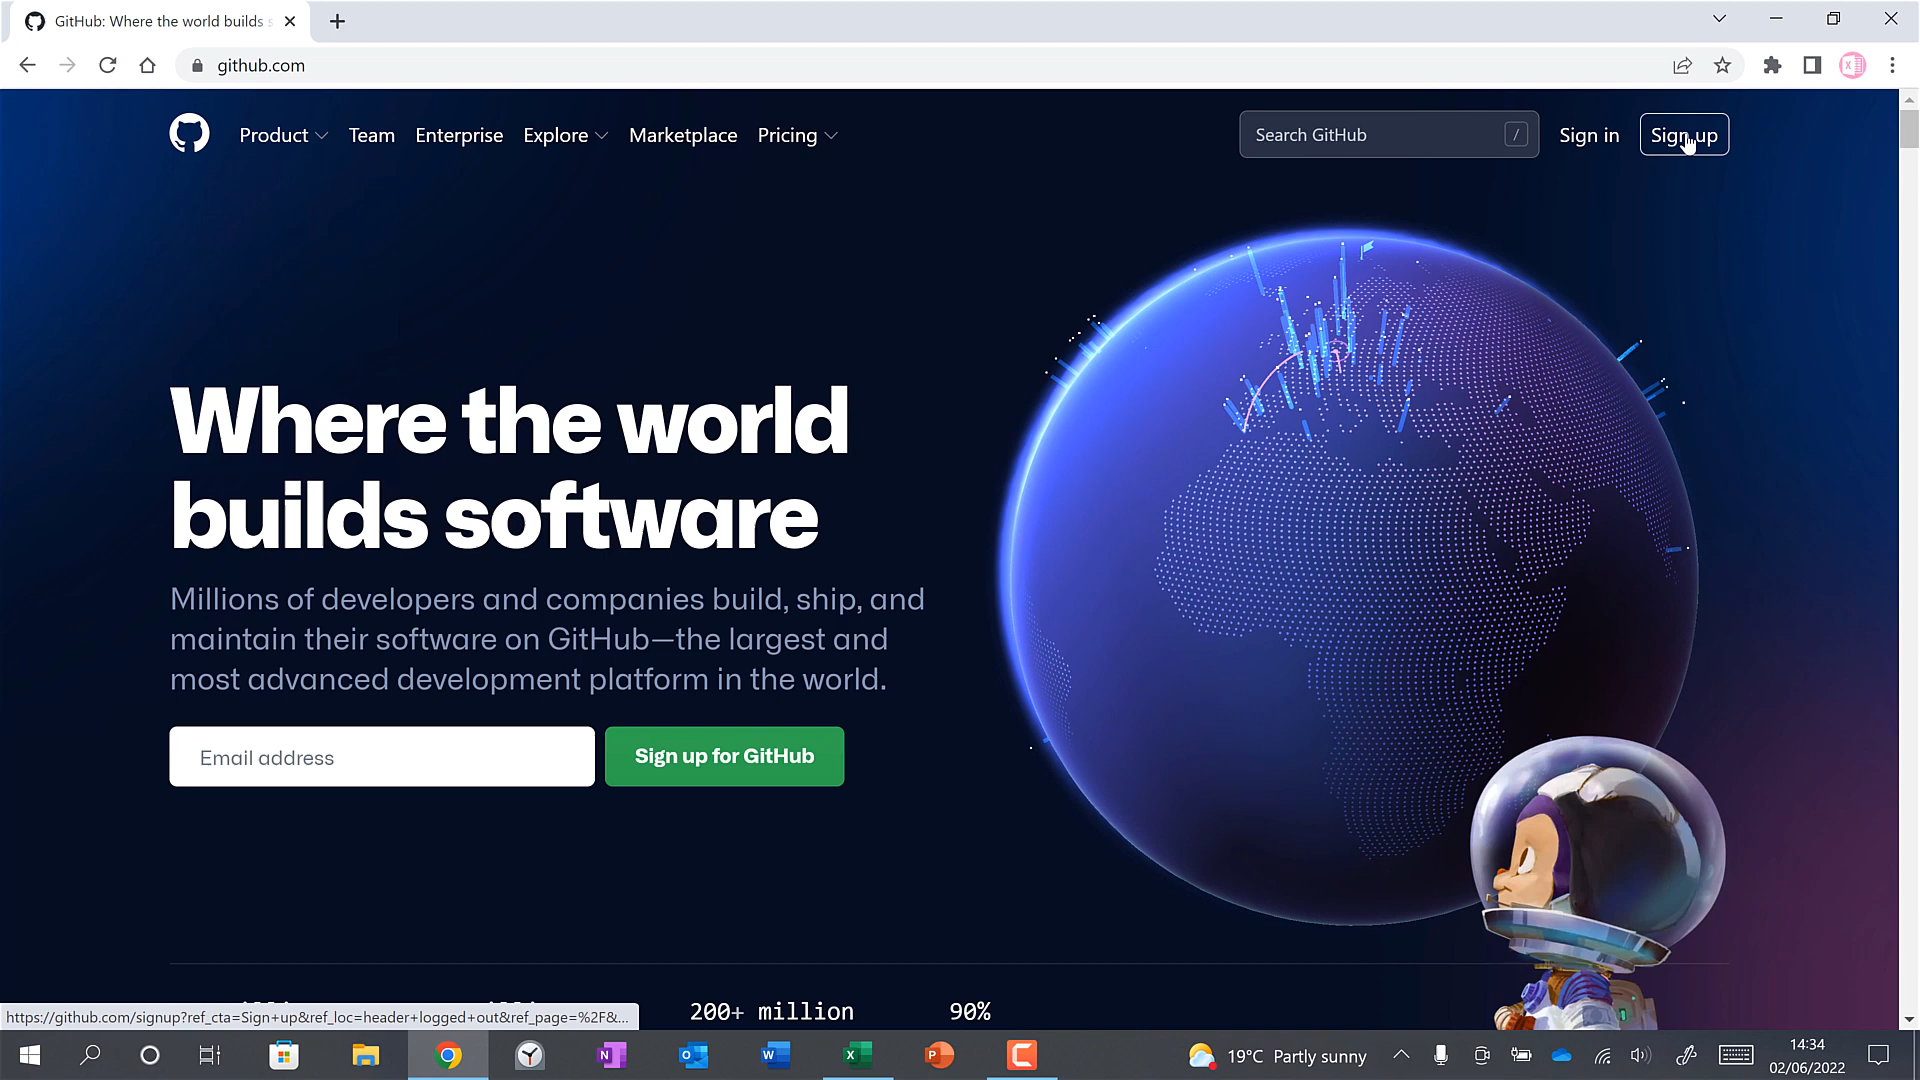 GitHub: Where the world builds s
github.com
Product
Team
Enterprise
Explore
Marketplace
Pricing
Search GitHub
/
Sign in
Sign up
Where the world
builds software
Millions of developers and companies build, ship, and
maintain their software on GitHub—the largest and
most advanced development platform in the world.
Email address
Sign up for GitHub
200+ million
90%
https://github.com/signup?ref_cta=Sign+up&ref_loc=header+logged+out&ref_page=%2F&...
19°C Partly sunny
14:34
02/06/2022